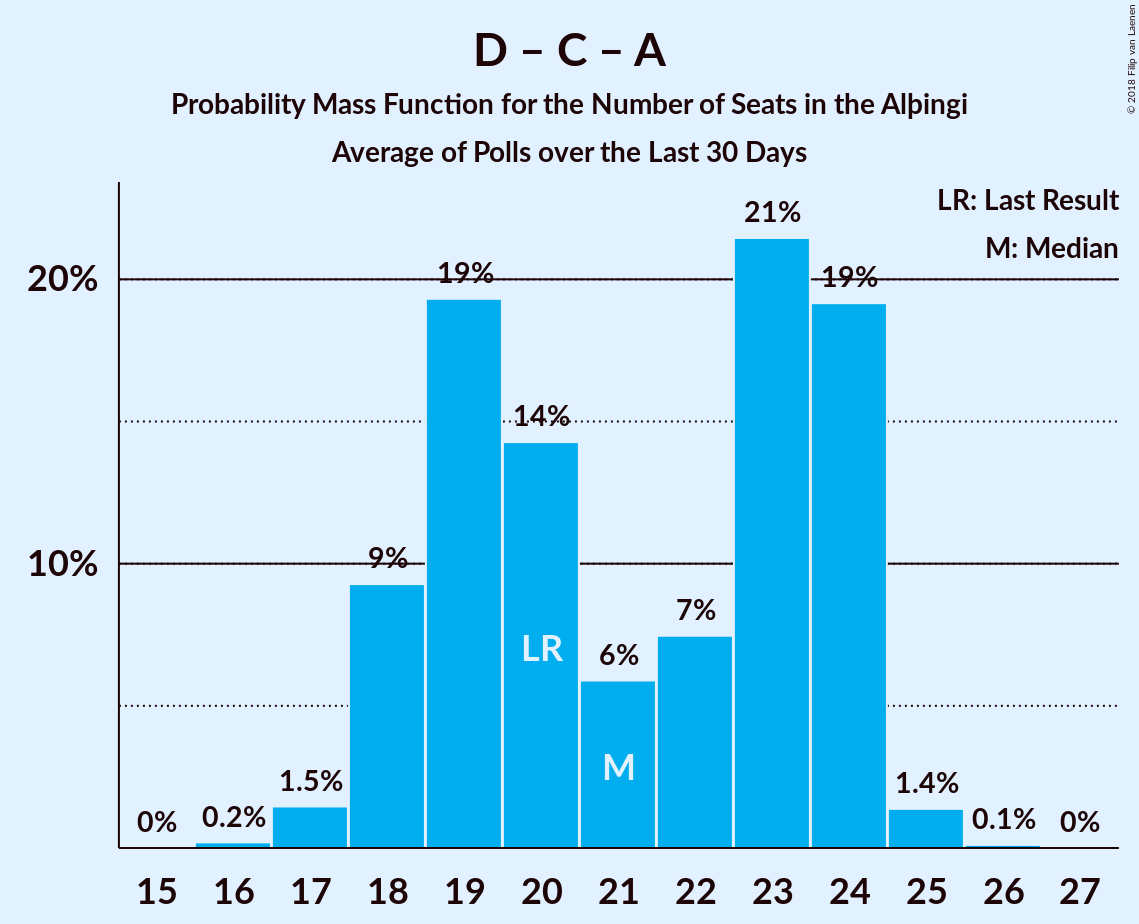 D – C – A
Probability Mass Function for the Number of Seats in the Alþingi
Average of Polls over the Last 30 Days
© 2018 Filip van Laenen
LR: Last Result
M: Median
20%
10%
0%
0.2%
1.5%
9%
19%
14%
6%
7%
21%
19%
1.4%
0.1%
0%
LR
M
15 16 17 18 19 20 21 22 23 24 25 26 27